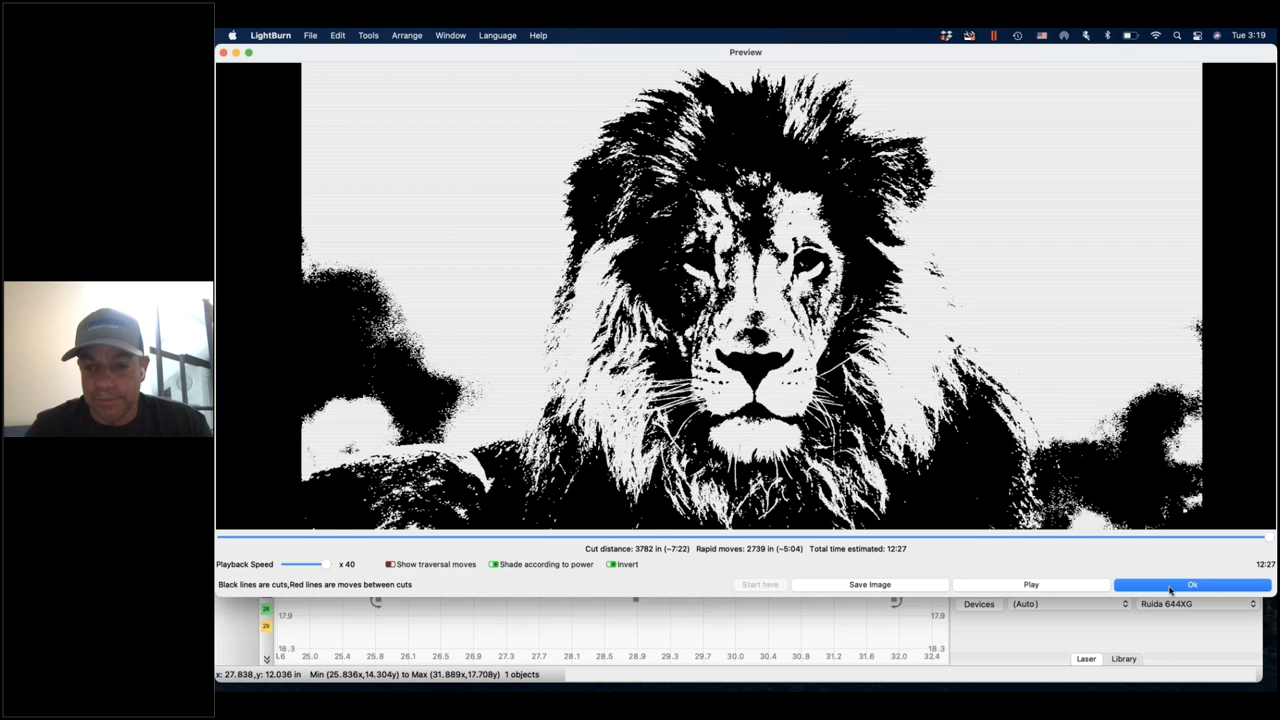 LightBurn File Edit Tools Arrange Window Language Help Tue 3:19
Preview
Cut distance: 3782 in (~7:22) Rapid moves: 2739 in (~5:04) Total time estimated: 12:27
Playback Speed x 40 Show traversal moves Shade according to power Invert 12:27
Black lines are cuts,Red lines are moves between cuts Start here Save Image Play Ok
28 17.9 17.9 Devices (Auto) Ruida 644XG
29
18.3 18.3
25.0 25.4 25.8 26.2 26.6 27.0 27.3 27.7 28.1 28.5 28.9 29.3 29.7 30.0 30.4 30.8 31.2 31.6 32.0 32.4
Laser Library
x: 27.838,y: 12.036 in Min (25.836x,14.304y) to Max (31.889x,17.708y) 1 objects